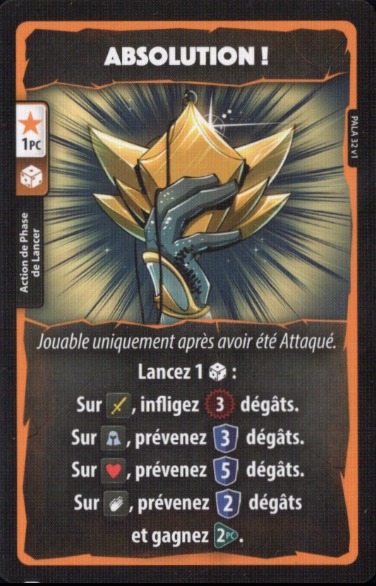 ABSOLUTION !
1PC
Action de Phase
de Lancer
PALA 32 v1
Jouable uniquement après avoir été Attaqué.
Lancez 1 :
Sur , infligez 3 dégâts.
Sur , prévenez 3 dégâts.
Sur , prévenez 5 dégâts.
Sur , prévenez 2 dégâts
et gagnez 2PC .